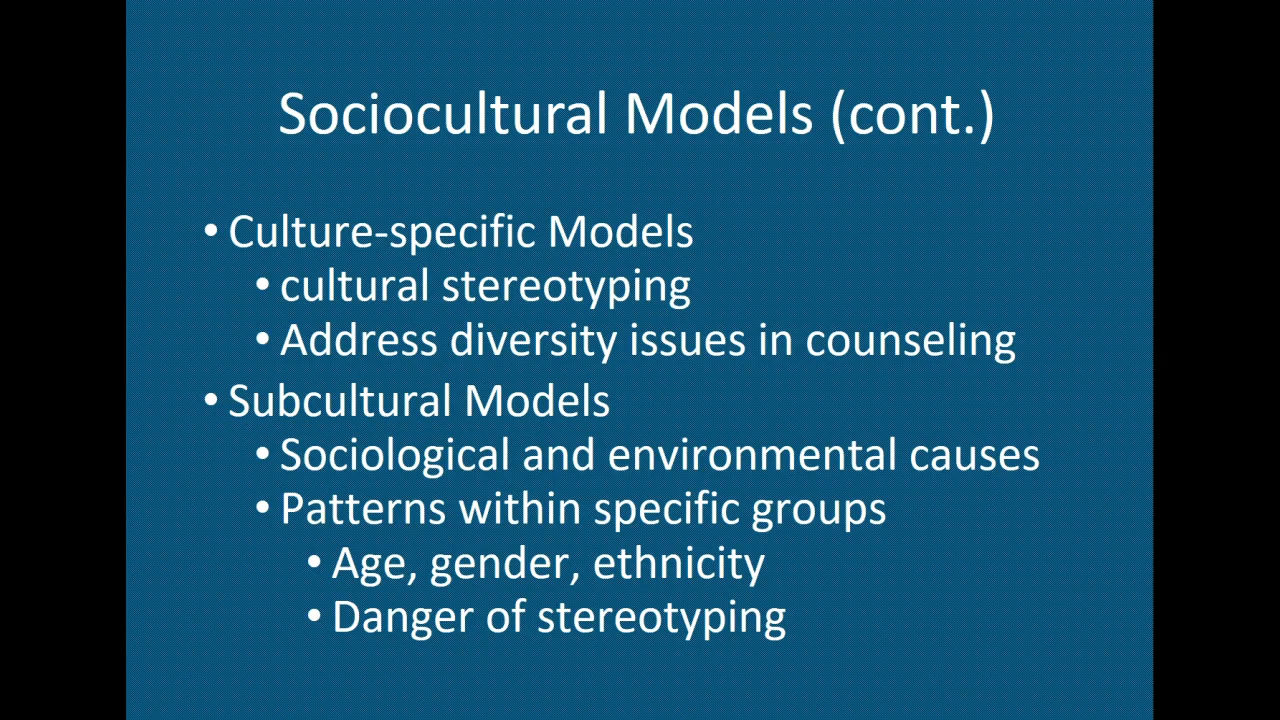 Sociocultural Models (cont.)
• Culture-specific Models
• cultural stereotyping
• Address diversity issues in counseling
• Subcultural Models
• Sociological and environmental causes
• Patterns within specific groups
• Age, gender, ethnicity
• Danger of stereotyping